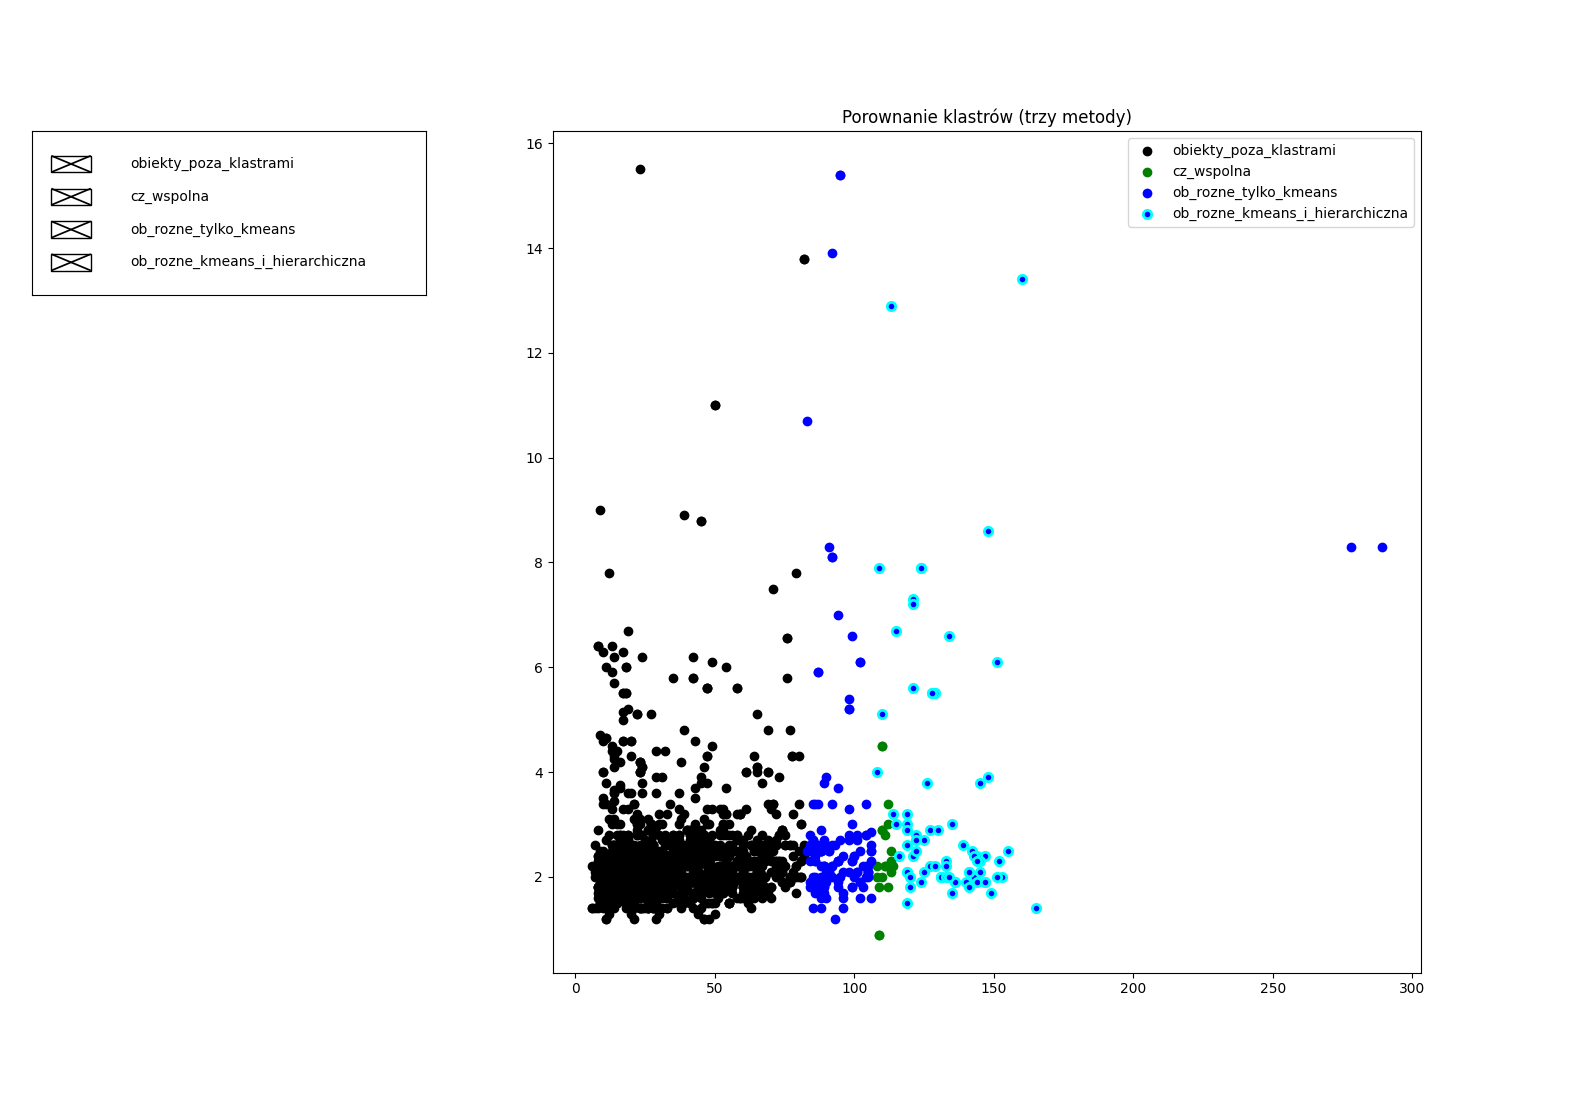 Porownanie klastrów (trzy metody)
obiekty_poza_klastrami
cz_wspolna
ob_rozne_tylko_kmeans
ob_rozne_kmeans_i_hierarchiczna
obiekty_poza_klastrami
cz_wspolna
ob_rozne_tylko_kmeans
ob_rozne_kmeans_i_hierarchiczna
16
14
12
10
8
6
4
2
0 50 100 150 200 250 300